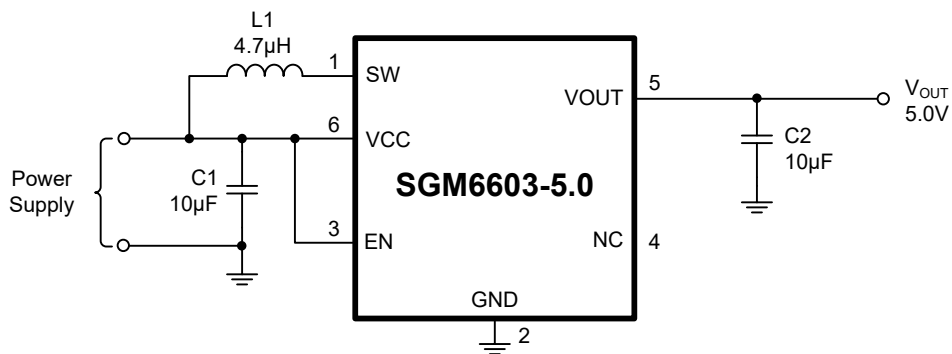 L1
4.7µH
1
SW
5
VOUT
VOUT
5.0V
6
VCC
C2
10µF
Power
Supply
C1
10µF
SGM6603-5.0
3
EN
NC
4
GND
2